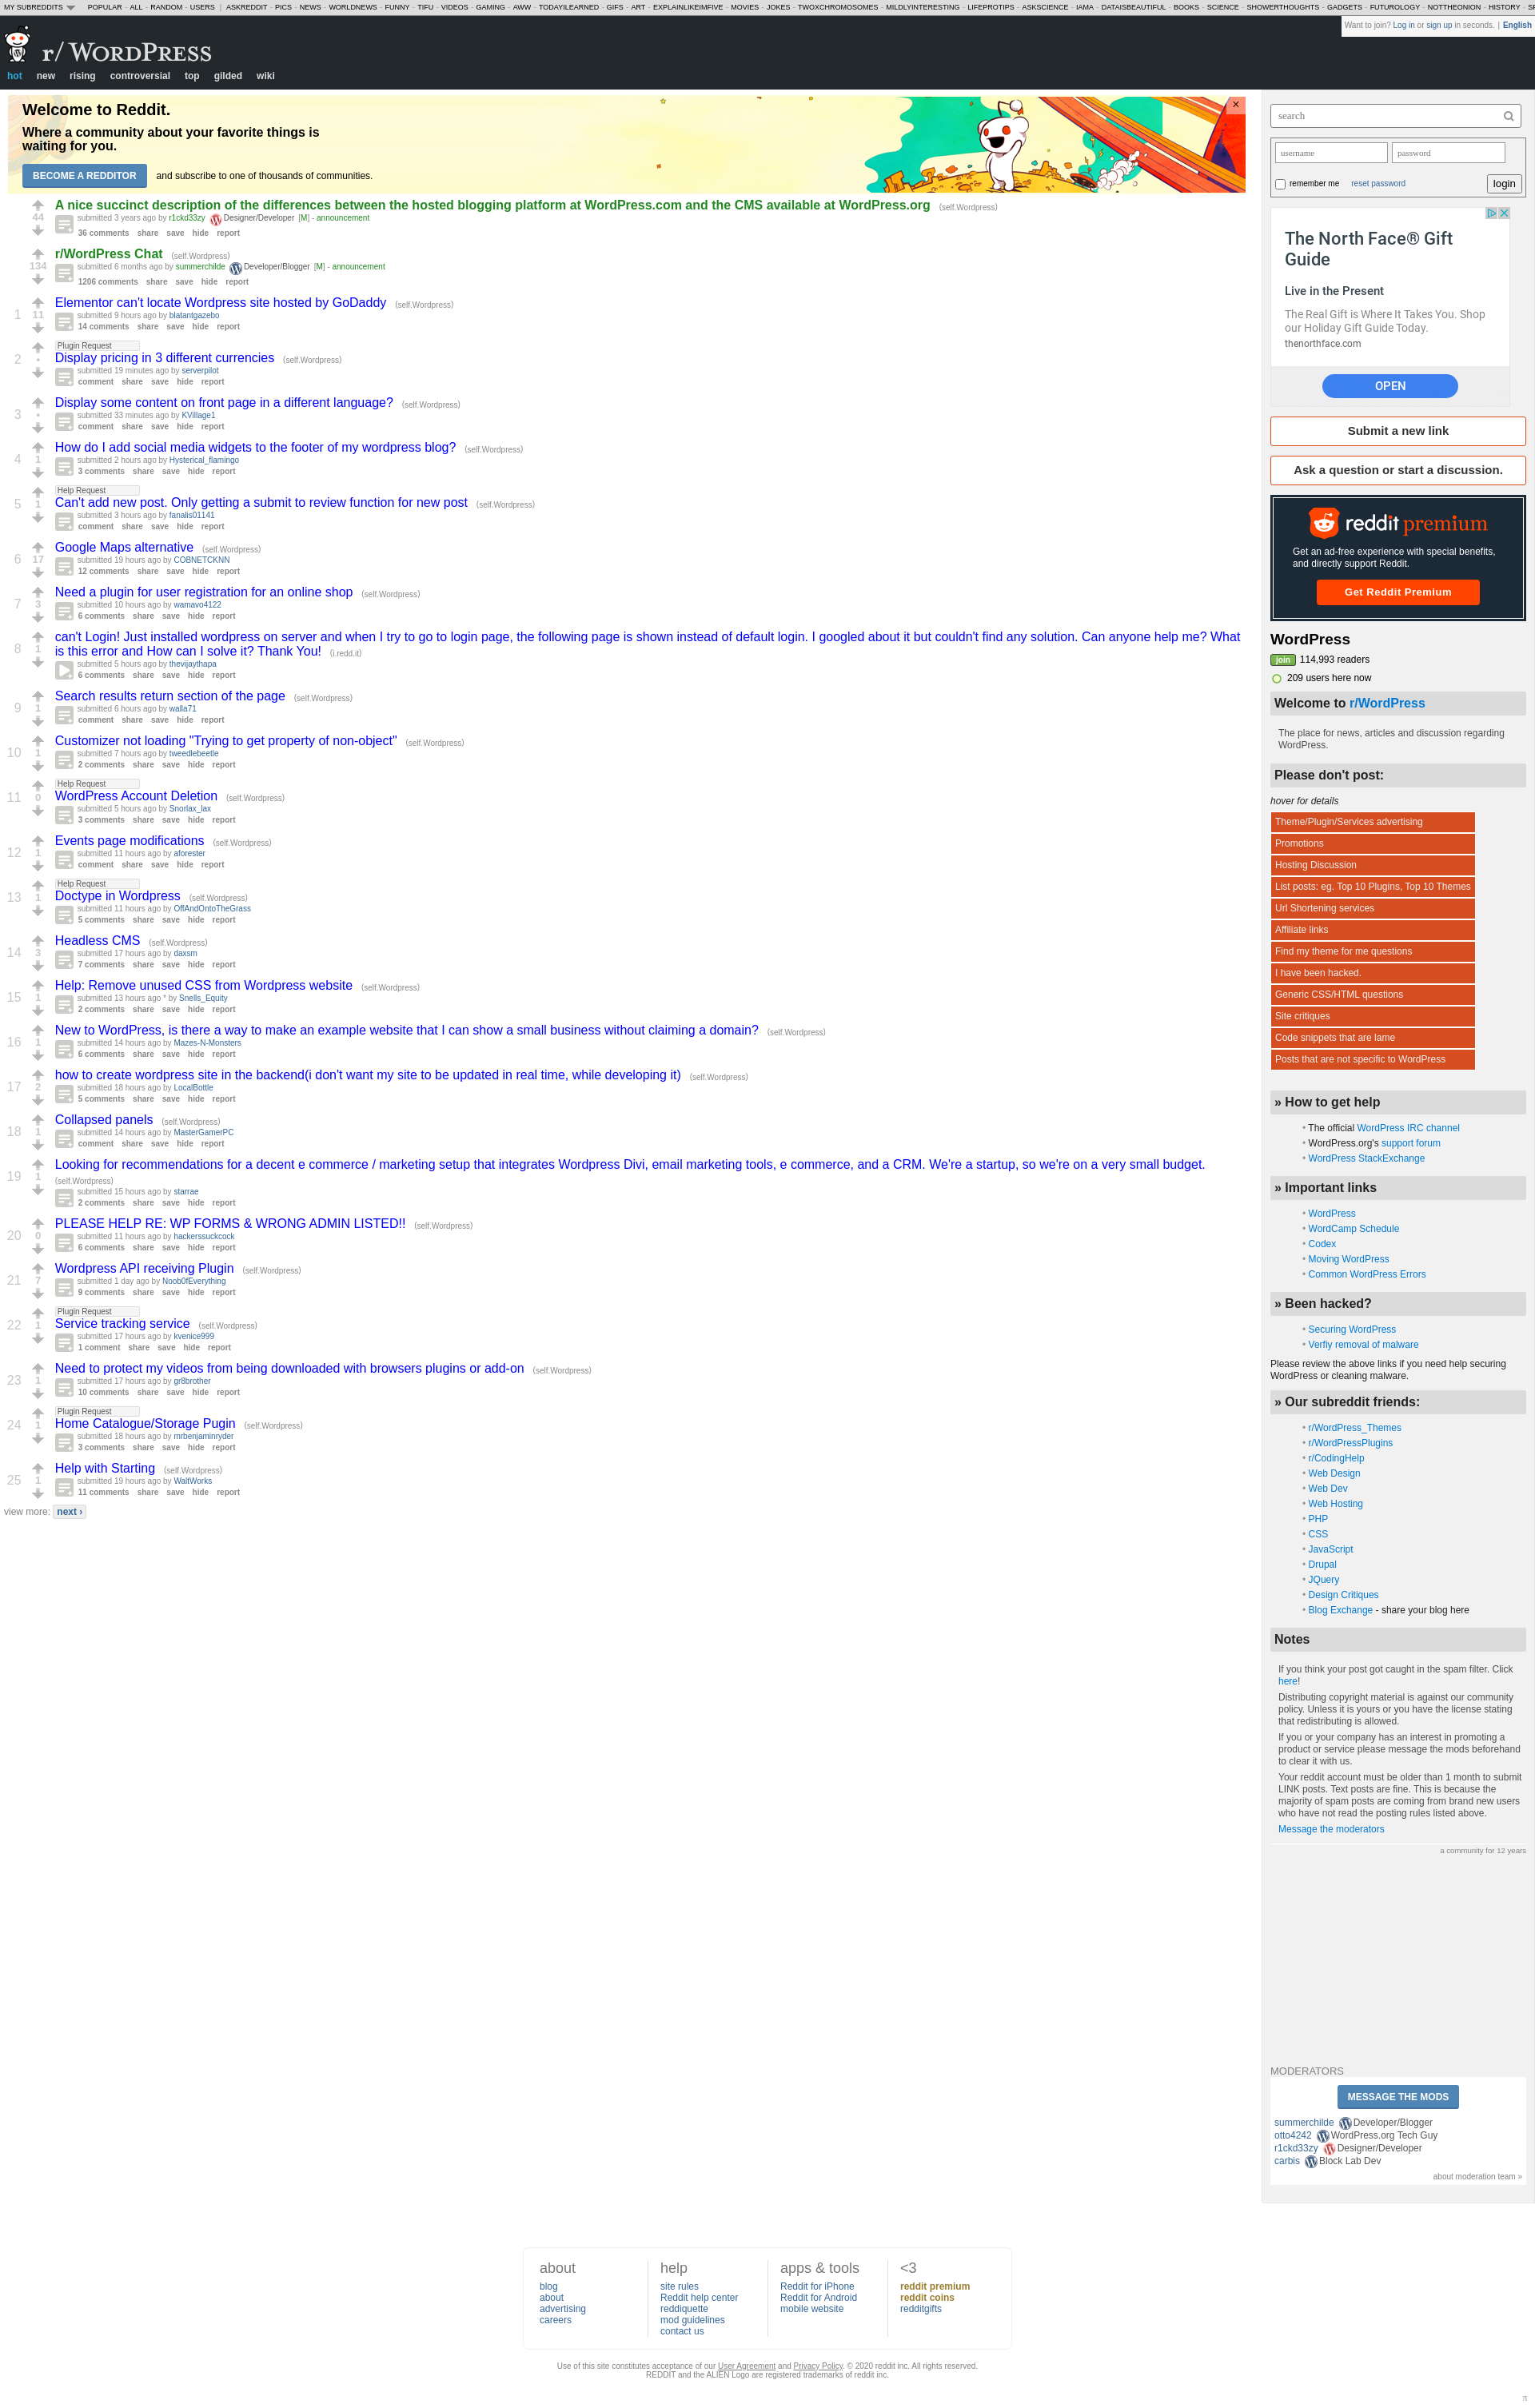 MY SUBREDDITS POPULAR - ALL - RANDOM - USERS | ASKREDDIT - PICS - NEWS - WORLDNEWS - FUNNY - TIFU - VIDEOS - GAMING - AWW - TODAYILEARNED - GIFS - ART - EXPLAINLIKEIMFIVE - MOVIES - JOKES - TWOXCHROMOSOMES - MILDLYINTERESTING - LIFEPROTIPS - ASKSCIENCE - IAMA - DATAISBEAUTIFUL - BOOKS - SCIENCE - SHOWERTHOUGHTS - GADGETS - FUTUROLOGY - NOTTHEONION - HISTORY -
Want to join? Log in or sign up in seconds. | English
r/ WordPress
hot new rising controversial top gilded wiki
Welcome to Reddit.
Where a community about your favorite things is
waiting for you.
BECOME A REDDITOR and subscribe to one of thousands of communities.
44
A nice succinct description of the differences between the hosted blogging platform at WordPress.com and the CMS available at WordPress.org (self.Wordpress)
submitted 3 years ago by r1ckd33zy Designer/Developer [M] - announcement
36 comments share save hide report
134
r/WordPress Chat (self.Wordpress)
submitted 6 months ago by summerchilde Developer/Blogger [M] - announcement
1206 comments share save hide report
1 11
Elementor can't locate Wordpress site hosted by GoDaddy (self.Wordpress)
submitted 9 hours ago by blatantgazebo
14 comments share save hide report
2 •
Plugin Request
Display pricing in 3 different currencies (self.Wordpress)
submitted 19 minutes ago by serverpilot
comment share save hide report
3 •
Display some content on front page in a different language? (self.Wordpress)
submitted 33 minutes ago by KVillage1
comment share save hide report
4 1
How do I add social media widgets to the footer of my wordpress blog? (self.Wordpress)
submitted 2 hours ago by Hysterical_flamingo
3 comments share save hide report
5 1
Help Request
Can't add new post. Only getting a submit to review function for new post (self.Wordpress)
submitted 3 hours ago by fanalis01141
comment share save hide report
6 17
Google Maps alternative (self.Wordpress)
submitted 19 hours ago by COBNETCKNN
12 comments share save hide report
7 3
Need a plugin for user registration for an online shop (self.Wordpress)
submitted 10 hours ago by wamavo4122
6 comments share save hide report
8 1
can't Login! Just installed wordpress on server and when I try to go to login page, the following page is shown instead of default login. I googled about it but couldn't find any solution. Can anyone help me? What
is this error and How can I solve it? Thank You! (i.redd.it)
submitted 5 hours ago by thevijaythapa
6 comments share save hide report
9 1
Search results return section of the page (self.Wordpress)
submitted 6 hours ago by walla71
comment share save hide report
10 1
Customizer not loading "Trying to get property of non-object" (self.Wordpress)
submitted 7 hours ago by tweedlebeetle
2 comments share save hide report
11 0
Help Request
WordPress Account Deletion (self.Wordpress)
submitted 5 hours ago by Snorlax_lax
3 comments share save hide report
12 1
Events page modifications (self.Wordpress)
submitted 11 hours ago by aforester
comment share save hide report
13 1
Help Request
Doctype in Wordpress (self.Wordpress)
submitted 11 hours ago by OffAndOntoTheGrass
5 comments share save hide report
14 3
Headless CMS (self.Wordpress)
submitted 17 hours ago by daxsm
7 comments share save hide report
15 1
Help: Remove unused CSS from Wordpress website (self.Wordpress)
submitted 13 hours ago * by Snells_Equity
2 comments share save hide report
16 1
New to WordPress, is there a way to make an example website that I can show a small business without claiming a domain? (self.Wordpress)
submitted 14 hours ago by Mazes-N-Monsters
6 comments share save hide report
17 2
how to create wordpress site in the backend(i don't want my site to be updated in real time, while developing it) (self.Wordpress)
submitted 18 hours ago by LocalBottle
5 comments share save hide report
18 1
Collapsed panels (self.Wordpress)
submitted 14 hours ago by MasterGamerPC
comment share save hide report
19 1
Looking for recommendations for a decent e commerce / marketing setup that integrates Wordpress Divi, email marketing tools, e commerce, and a CRM. We're a startup, so we're on a very small budget.
(self.Wordpress)
submitted 15 hours ago by starrae
2 comments share save hide report
20 0
PLEASE HELP RE: WP FORMS & WRONG ADMIN LISTED!! (self.Wordpress)
submitted 11 hours ago by hackerssuckcock
6 comments share save hide report
21 7
Wordpress API receiving Plugin (self.Wordpress)
submitted 1 day ago by Noob0fEverything
9 comments share save hide report
22 1
Plugin Request
Service tracking service (self.Wordpress)
submitted 17 hours ago by kvenice999
1 comment share save hide report
23 1
Need to protect my videos from being downloaded with browsers plugins or add-on (self.Wordpress)
submitted 17 hours ago by gr8brother
10 comments share save hide report
24 1
Plugin Request
Home Catalogue/Storage Pugin (self.Wordpress)
submitted 18 hours ago by mrbenjaminryder
3 comments share save hide report
25 1
Help with Starting (self.Wordpress)
submitted 19 hours ago by WaltWorks
11 comments share save hide report
view more: next ›
search
username password
remember me reset password login
The North Face® Gift
Guide
Live in the Present
The Real Gift is Where It Takes You. Shop
our Holiday Gift Guide Today.
thenorthface.com
OPEN
Submit a new link
Ask a question or start a discussion.
reddit premium
Get an ad-free experience with special benefits,
and directly support Reddit.
Get Reddit Premium
WordPress
join 114,993 readers
209 users here now
Welcome to r/WordPress
The place for news, articles and discussion regarding
WordPress.
Please don't post:
hover for details
Theme/Plugin/Services advertising
Promotions
Hosting Discussion
List posts: eg. Top 10 Plugins, Top 10 Themes
Url Shortening services
Affiliate links
Find my theme for me questions
I have been hacked.
Generic CSS/HTML questions
Site critiques
Code snippets that are lame
Posts that are not specific to WordPress
» How to get help
• The official WordPress IRC channel
• WordPress.org's support forum
• WordPress StackExchange
» Important links
• WordPress
• WordCamp Schedule
• Codex
• Moving WordPress
• Common WordPress Errors
» Been hacked?
• Securing WordPress
• Verfiy removal of malware
Please review the above links if you need help securing
WordPress or cleaning malware.
» Our subreddit friends:
• r/WordPress_Themes
• r/WordPressPlugins
• r/CodingHelp
• Web Design
• Web Dev
• Web Hosting
• PHP
• CSS
• JavaScript
• Drupal
• JQuery
• Design Critiques
• Blog Exchange - share your blog here
Notes
If you think your post got caught in the spam filter. Click
here!
Distributing copyright material is against our community
policy. Unless it is yours or you have the license stating
that redistributing is allowed.
If you or your company has an interest in promoting a
product or service please message the mods beforehand
to clear it with us.
Your reddit account must be older than 1 month to submit
LINK posts. Text posts are fine. This is because the
majority of spam posts are coming from brand new users
who have not read the posting rules listed above.
Message the moderators
a community for 12 years
MODERATORS
MESSAGE THE MODS
summerchilde Developer/Blogger
otto4242 WordPress.org Tech Guy
r1ckd33zy Designer/Developer
carbis Block Lab Dev
about moderation team »
about
blog
about
advertising
careers
help
site rules
Reddit help center
reddiquette
mod guidelines
contact us
apps & tools
Reddit for iPhone
Reddit for Android
mobile website
<3
reddit premium
reddit coins
redditgifts
Use of this site constitutes acceptance of our User Agreement and Privacy Policy. © 2020 reddit inc. All rights reserved.
REDDIT and the ALIEN Logo are registered trademarks of reddit inc.
π